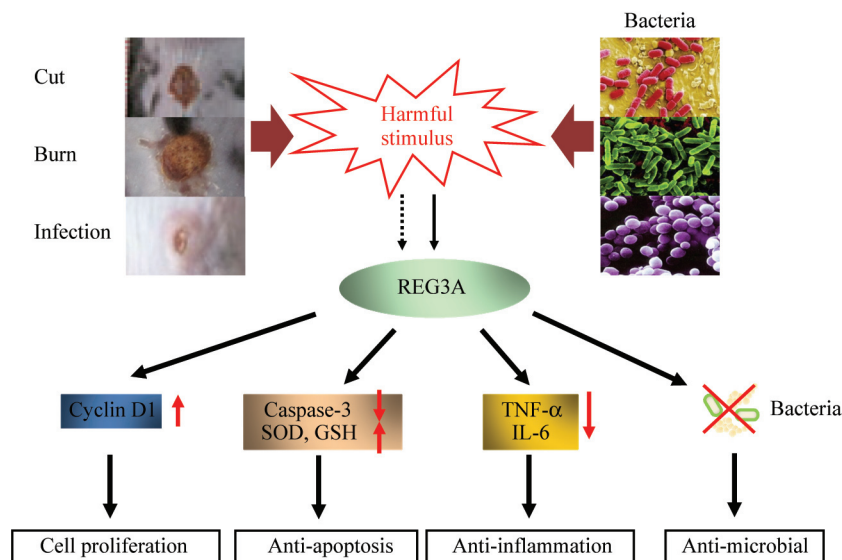 Bacteria
Cut
Harmful
stimulus
Burn
Infection
REG3A
Cyclin D1
Caspase-3
SOD, GSH
TNF-α
IL-6
Bacteria
Cell proliferation
Anti-apoptosis
Anti-inflammation
Anti-microbial